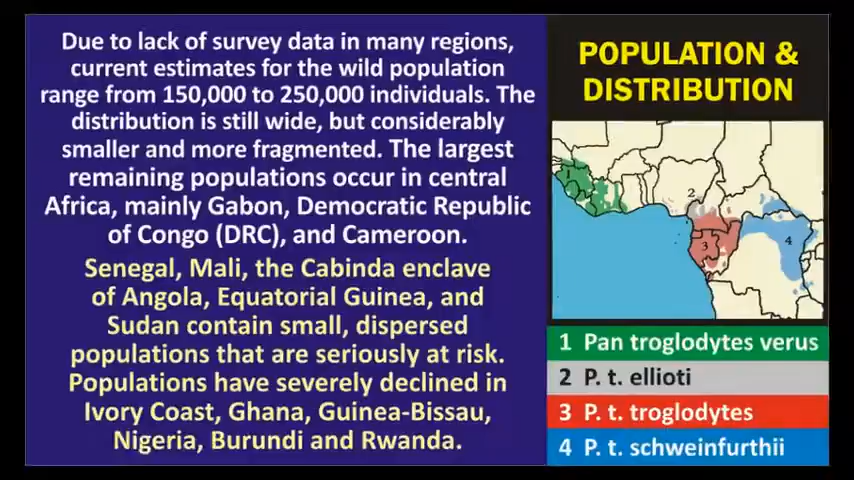 Due to lack of survey data in many regions,
current estimates for the wild population
range from 150,000 to 250,000 individuals. The
distribution is still wide, but considerably
smaller and more fragmented. The largest
remaining populations occur in central
Africa, mainly Gabon, Democratic Republic
of Congo (DRC), and Cameroon.
Senegal, Mali, the Cabinda enclave
of Angola, Equatorial Guinea, and
Sudan contain small, dispersed
populations that are seriously at risk.
Populations have severely declined in
Ivory Coast, Ghana, Guinea-Bissau,
Nigeria, Burundi and Rwanda.
POPULATION &
DISTRIBUTION
1
2
3
4
1 Pan troglodytes verus
2 P. t. ellioti
3 P. t. troglodytes
4 P. t. schweinfurthii